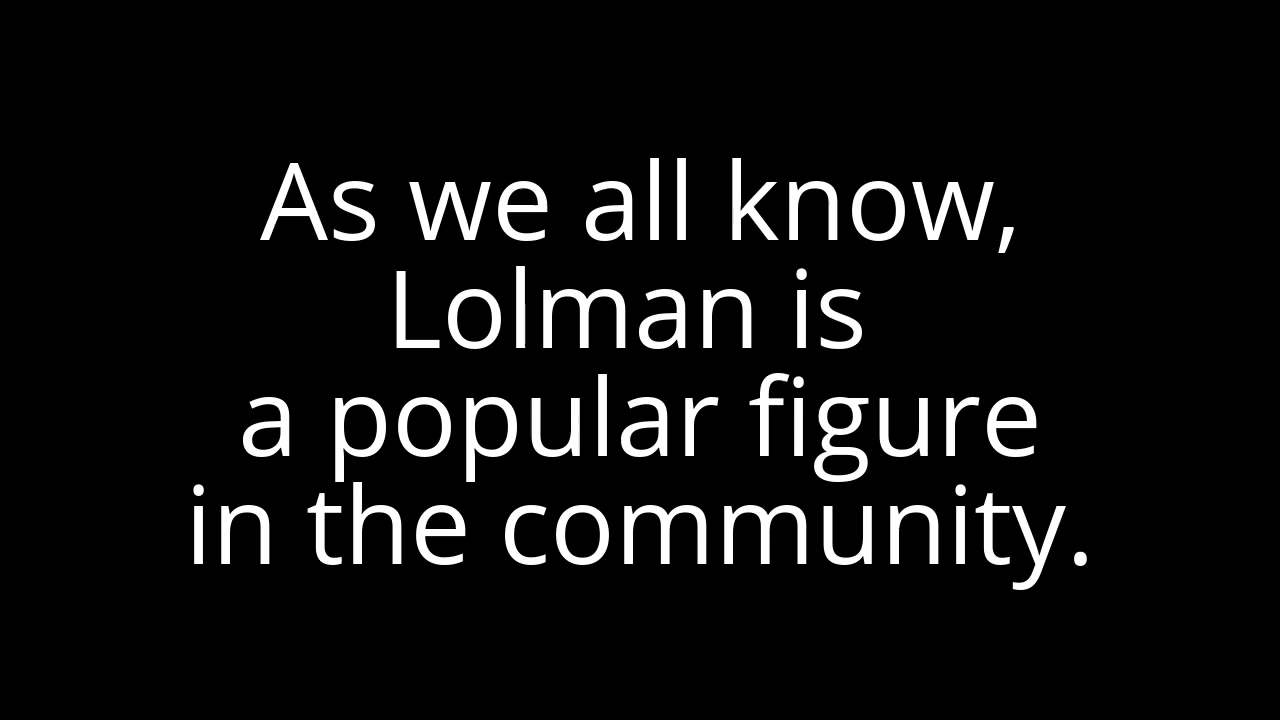 As we all know,
Lolman is
a popular figure
in the community.